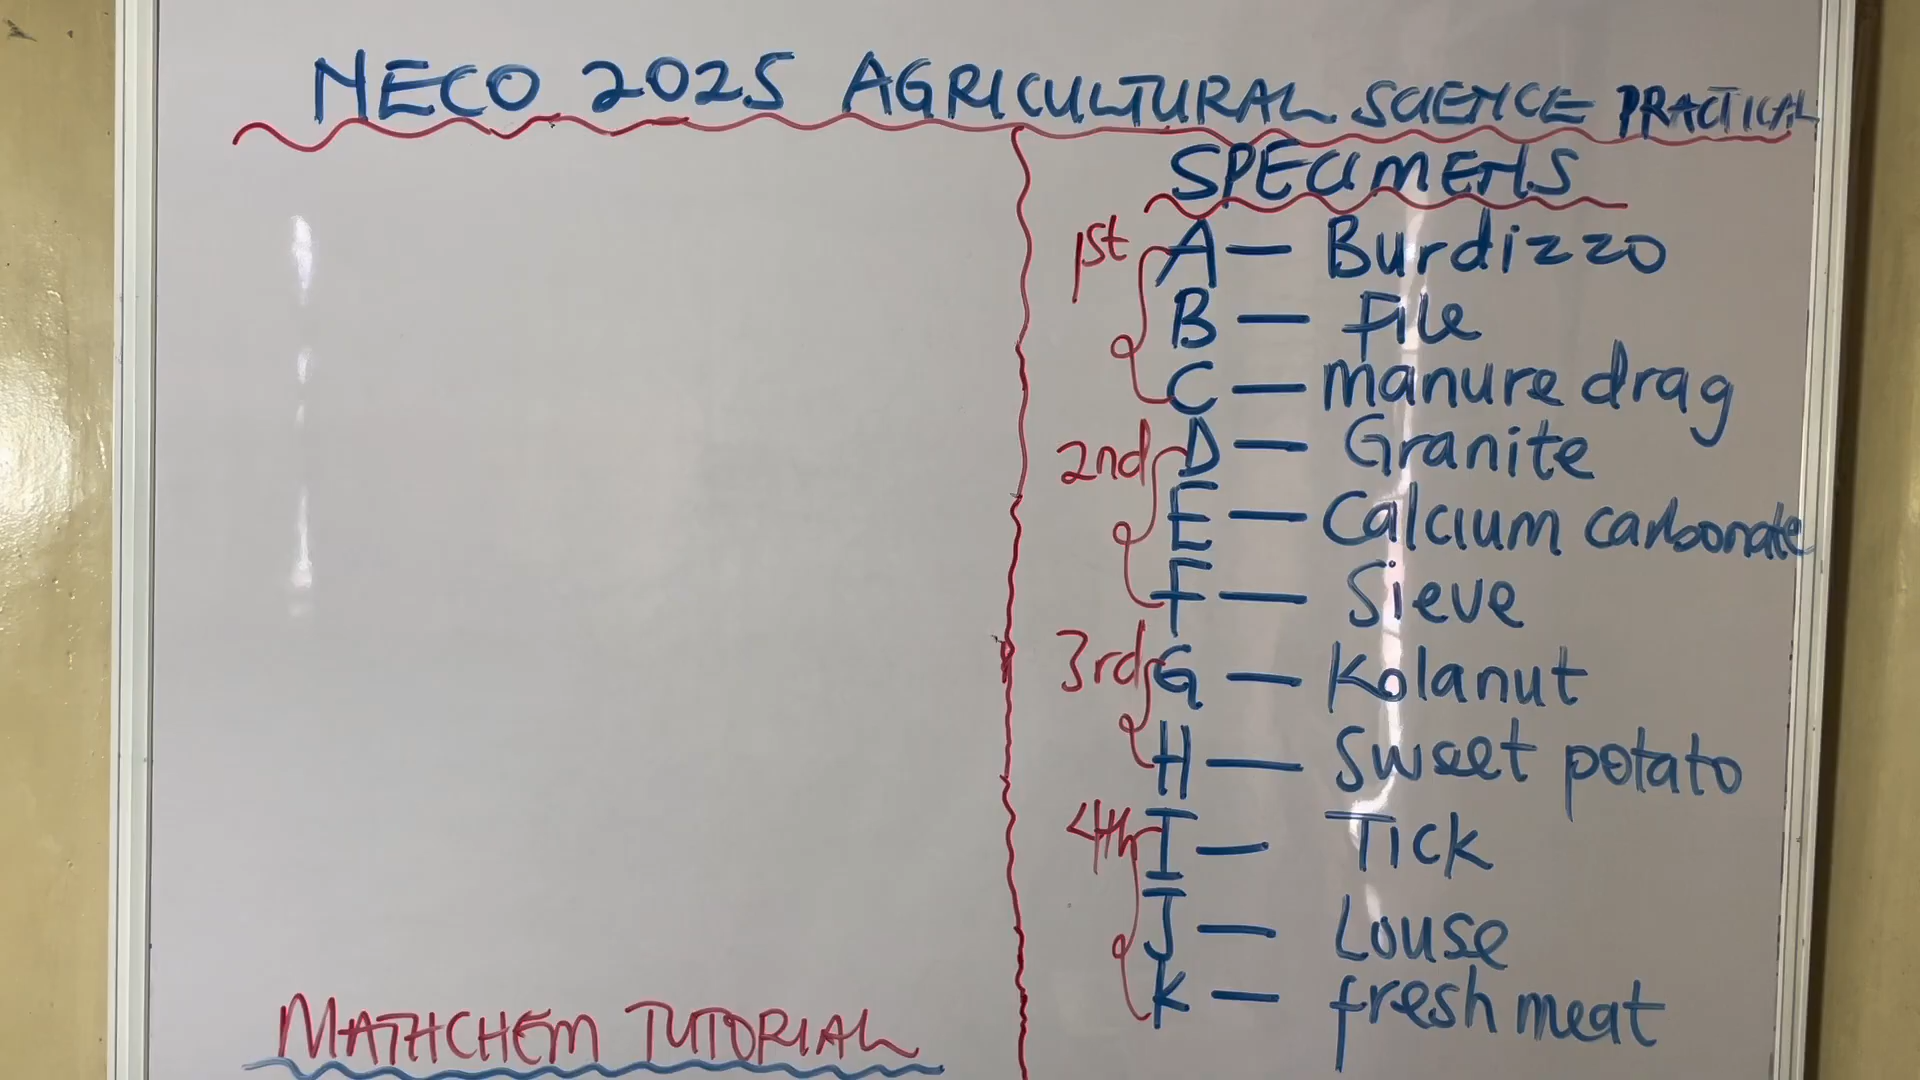 NECO 2025 AGRICULTURAL SCIENCE PRACTICAL
SPECIMENS
1st A — Burdizzo
B — File
C — manure drag
2nd D — Granite
E — Calcium carbonate
F — Sieve
3rd G — Kolanut
H — Sweet potato
4th I — Tick
J — Louse
K — fresh meat
MATHCHEM TUTORIAL